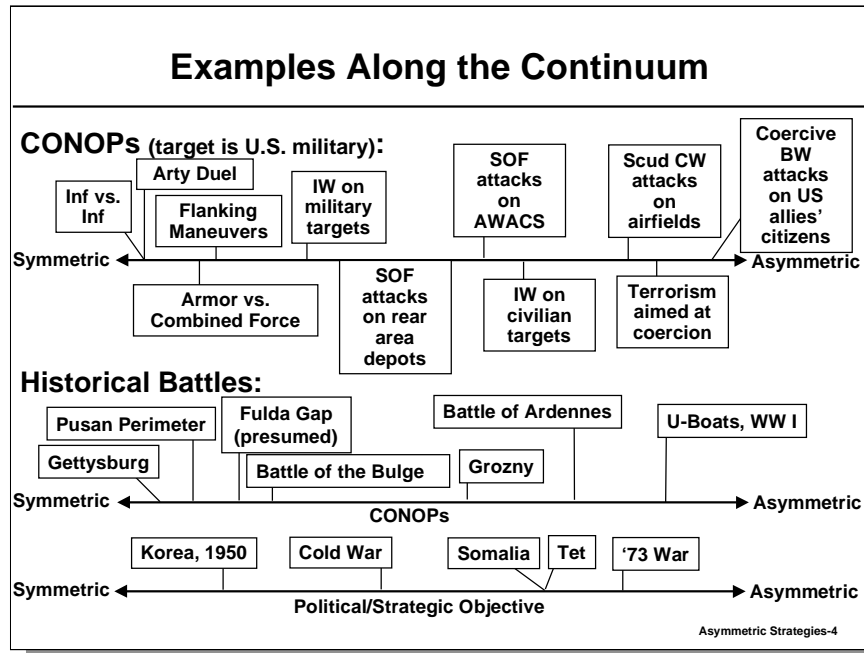 Examples Along the Continuum
CONOPs (target is U.S. military):
Inf vs.
Inf
Arty Duel
Flanking
Maneuvers
IW on
military
targets
SOF
attacks
on
AWACS
Scud CW
attacks
on
airfields
Coercive
BW
attacks
on US
allies'
citizens
Symmetric
Asymmetric
Armor vs.
Combined Force
SOF
attacks
on rear
area
depots
IW on
civilian
targets
Terrorism
aimed at
coercion
Historical Battles:
Gettysburg
Pusan Perimeter
Fulda Gap
(presumed)
Battle of the Bulge
Grozny
Battle of Ardennes
U-Boats, WW I
Symmetric
Asymmetric
CONOPs
Korea, 1950
Cold War
Somalia
Tet
‘73 War
Symmetric
Asymmetric
Political/Strategic Objective
Asymmetric Strategies-4